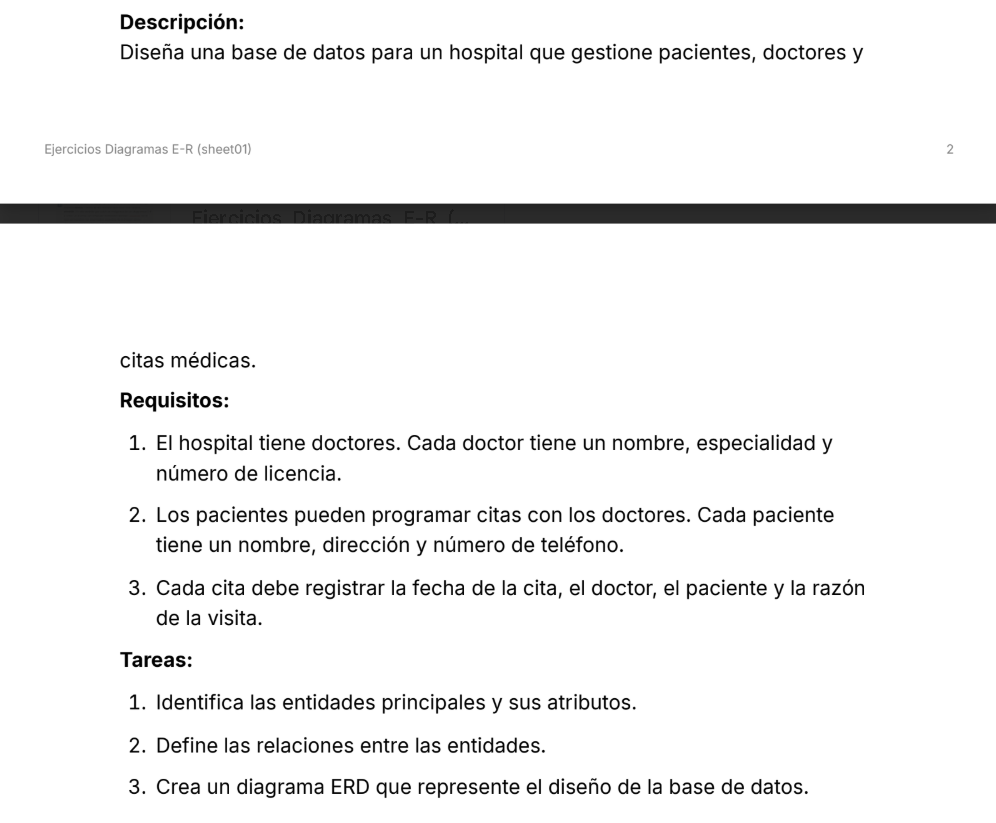 Descripción:
Diseña una base de datos para un hospital que gestione pacientes, doctores y
Ejercicios Diagramas E-R (sheet01)
2
Ejercicios Diagramas E-R (...
citas médicas.
Requisitos:
1. El hospital tiene doctores. Cada doctor tiene un nombre, especialidad y
número de licencia.
2. Los pacientes pueden programar citas con los doctores. Cada paciente
tiene un nombre, dirección y número de teléfono.
3. Cada cita debe registrar la fecha de la cita, el doctor, el paciente y la razón
de la visita.
Tareas:
1. Identifica las entidades principales y sus atributos.
2. Define las relaciones entre las entidades.
3. Crea un diagrama ERD que represente el diseño de la base de datos.